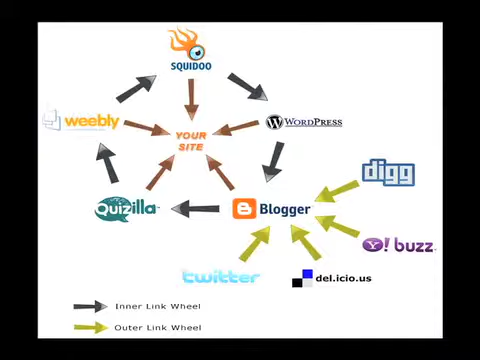 SQUIDOO
weebly
WORDPRESS
YOUR
SITE
digg
Quizilla
Blogger
Y! buzz
twitter
del.icio.us
Inner Link Wheel
Outer Link Wheel